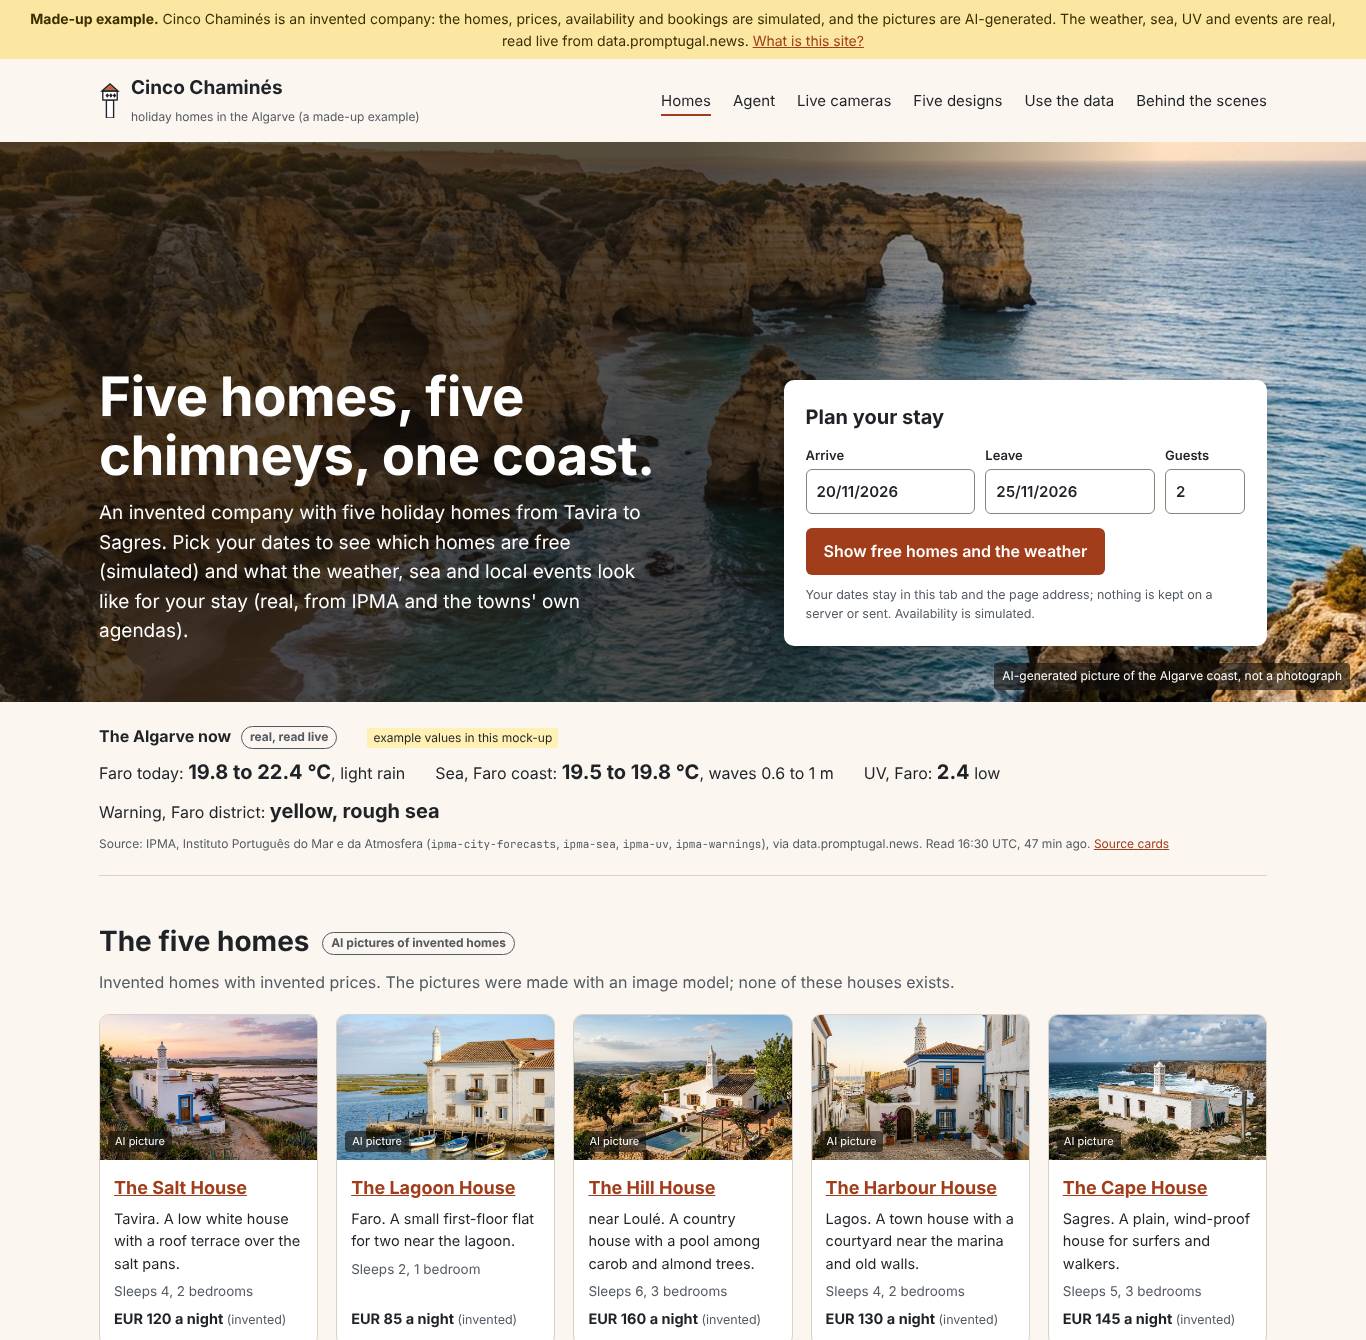 Made-up example. Cinco Chaminés is an invented company: the homes, prices, availability and bookings are simulated, and the pictures are AI-generated. The weather, sea, UV and events are real,
read live from data.promptugal.news. What is this site?
Cinco Chaminés
holiday homes in the Algarve (a made-up example)
Homes Agent Live cameras Five designs Use the data Behind the scenes
Five homes, five
chimneys, one coast.
An invented company with five holiday homes from Tavira to
Sagres. Pick your dates to see which homes are free
(simulated) and what the weather, sea and local events look
like for your stay (real, from IPMA and the towns' own
agendas).
Plan your stay
Arrive Leave Guests
20/11/2026 25/11/2026 2
Show free homes and the weather
Your dates stay in this tab and the page address; nothing is kept on a
server or sent. Availability is simulated.
AI-generated picture of the Algarve coast, not a photograph
The Algarve now real, read live example values in this mock-up
Faro today: 19.8 to 22.4 °C, light rain Sea, Faro coast: 19.5 to 19.8 °C, waves 0.6 to 1 m UV, Faro: 2.4 low
Warning, Faro district: yellow, rough sea
Source: IPMA, Instituto Português do Mar e da Atmosfera (ipma-city-forecasts, ipma-sea, ipma-uv, ipma-warnings), via data.promptugal.news. Read 16:30 UTC, 47 min ago. Source cards
The five homes AI pictures of invented homes
Invented homes with invented prices. The pictures were made with an image model; none of these houses exists.
AI picture
The Salt House
Tavira. A low white house
with a roof terrace over the
salt pans.
Sleeps 4, 2 bedrooms
EUR 120 a night (invented)
AI picture
The Lagoon House
Faro. A small first-floor flat
for two near the lagoon.
Sleeps 2, 1 bedroom
EUR 85 a night (invented)
AI picture
The Hill House
near Loulé. A country
house with a pool among
carob and almond trees.
Sleeps 6, 3 bedrooms
EUR 160 a night (invented)
AI picture
The Harbour House
Lagos. A town house with a
courtyard near the marina
and old walls.
Sleeps 4, 2 bedrooms
EUR 130 a night (invented)
AI picture
The Cape House
Sagres. A plain, wind-proof
house for surfers and
walkers.
Sleeps 5, 3 bedrooms
EUR 145 a night (invented)